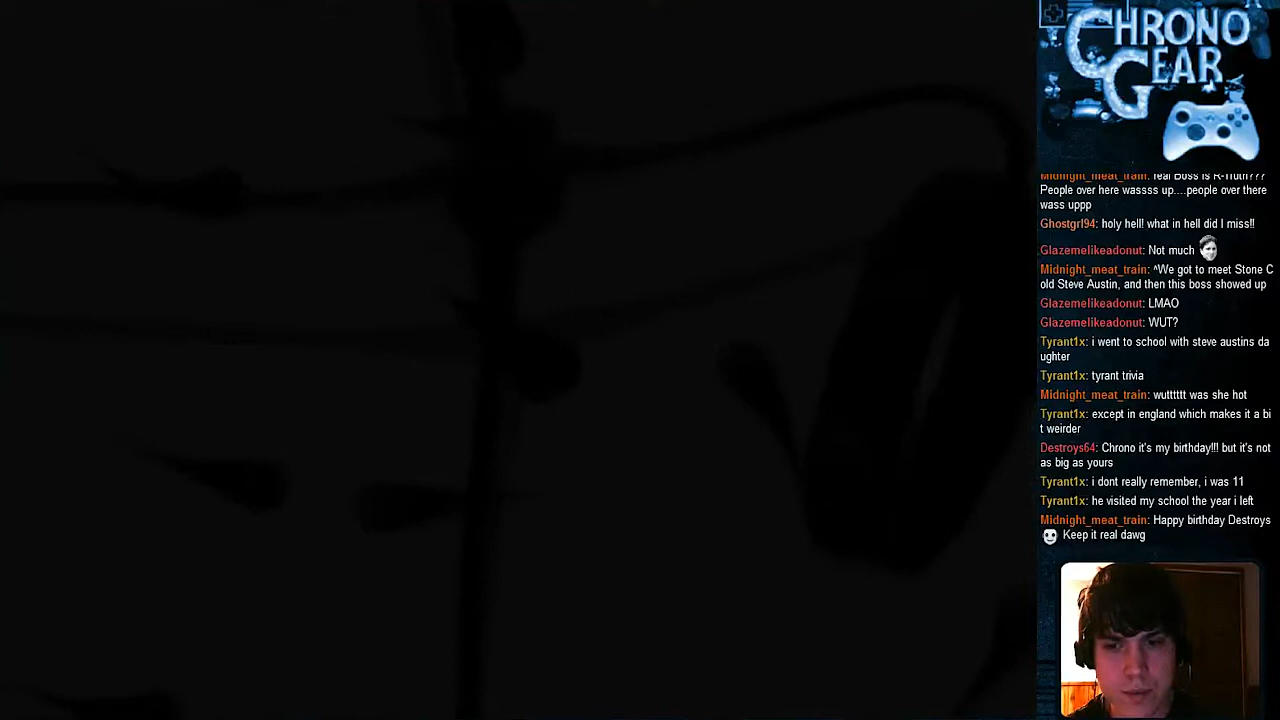 CHRONO
GEAR
Midnight_meat_train: real Boss is R-Truth???
People over here wassss up....people over there
wass uppp
Ghostgrl94: holy hell! what in hell did I miss!!
Glazemelikeadonut: Not much
Midnight_meat_train: ^We got to meet Stone C
old Steve Austin, and then this boss showed up
Glazemelikeadonut: LMAO
Glazemelikeadonut: WUT?
Tyrant1x: i went to school with steve austins da
ughter
Tyrant1x: tyrant trivia
Midnight_meat_train: wutttttt was she hot
Tyrant1x: except in england which makes it a bi
t weirder
Destroys64: Chrono it's my birthday!!! but it's not
as big as yours
Tyrant1x: i dont really remember, i was 11
Tyrant1x: he visited my school the year i left
Midnight_meat_train: Happy birthday Destroys
Keep it real dawg